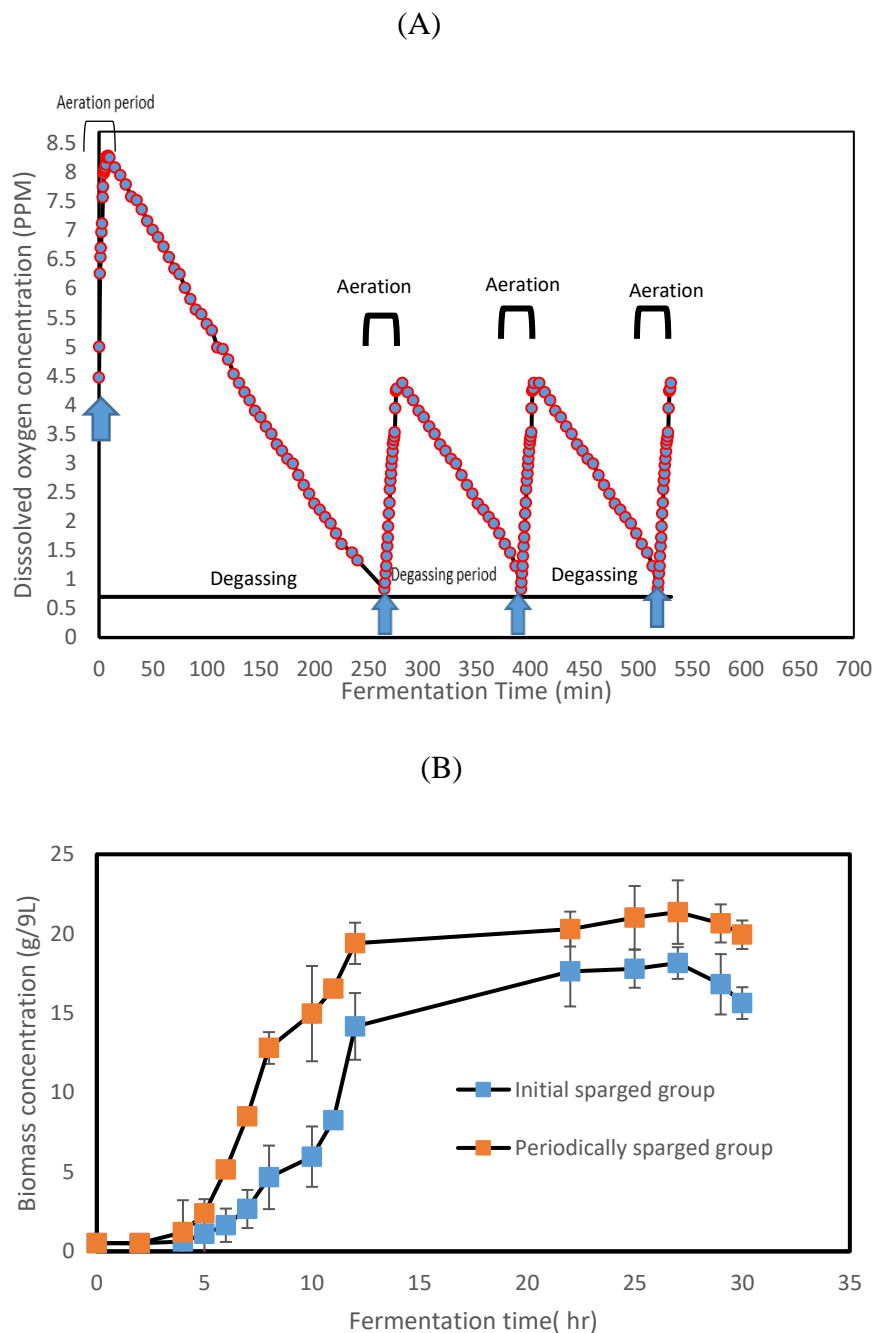 (A)
Aeration period
8.5
8
7.5
7
6.5
6
5.5
5
4.5
4
3.5
3
2.5
2
1.5
1
0.5
0
Disssolved oxygen concentration (PPM)
Aeration
Aeration
Aeration
Degassing
Degassing period
Degassing
0 50 100 150 200 250 300 350 400 450 500 550 600 650 700
Fermentation Time (min)
(B)
25
20
15
10
5
0
Biomass concentration (g/9L)
Initial sparged group
Periodically sparged group
0 5 10 15 20 25 30 35
Fermentation time( hr)